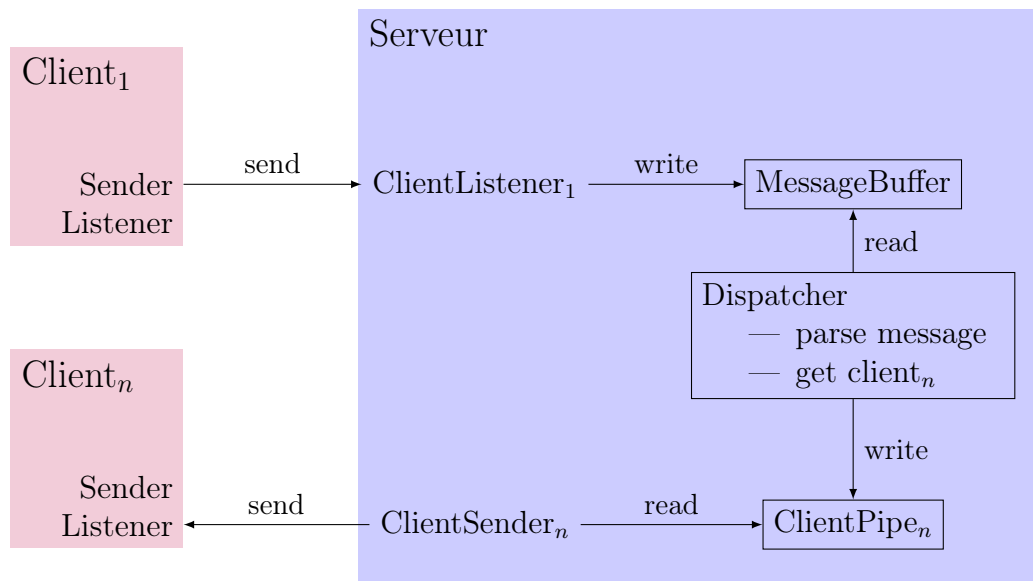 Serveur
Client₁
Sender
Listener
send
ClientListener₁
write
MessageBuffer
read
Dispatcher
— parse message
— get clientₙ
write
Clientₙ
Sender
Listener
send
ClientSenderₙ
read
ClientPipeₙ